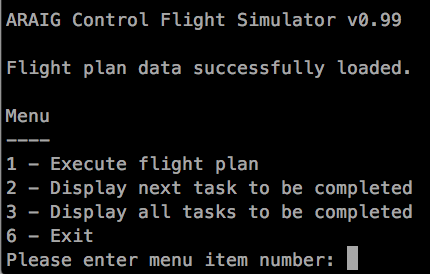 ARAIG Control Flight Simulator v0.99
Flight plan data successfully loaded.
Menu
----
1 – Execute flight plan
2 – Display next task to be completed
3 – Display all tasks to be completed
6 – Exit
Please enter menu item number: